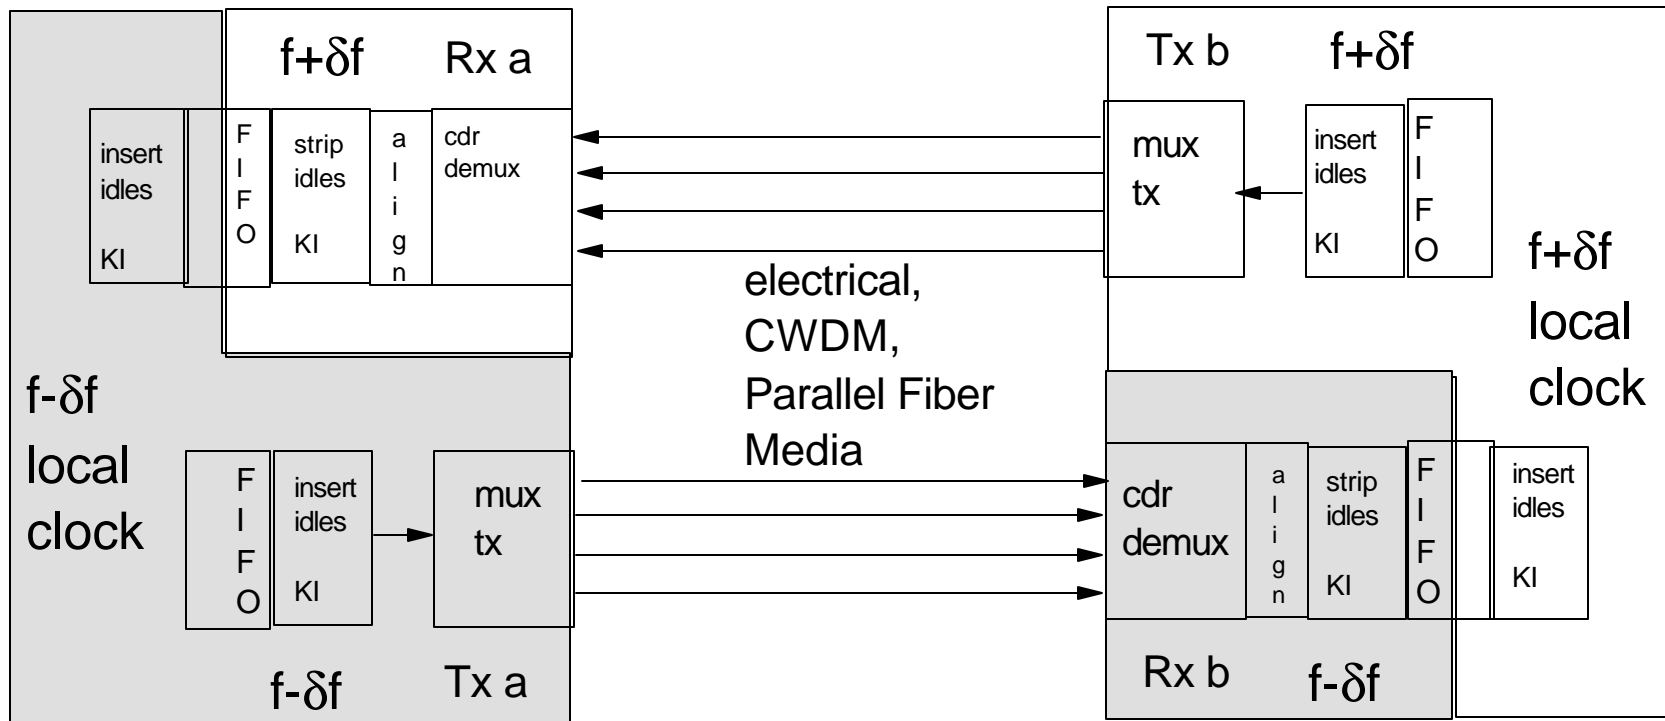 f+δf
Rx a
insert
idles
KI
F
I
F
O
strip
idles
KI
a
l
i
g
n
cdr
demux
Tx b
f+δf
mux
tx
insert
idles
KI
F
I
F
O
f+δf
local
clock
electrical,
CWDM,
Parallel Fiber
Media
f-δf
local
clock
F
I
F
O
insert
idles
KI
mux
tx
f-δf
Tx a
cdr
demux
a
l
i
g
n
strip
idles
KI
F
I
F
O
insert
idles
KI
Rx b
f-δf